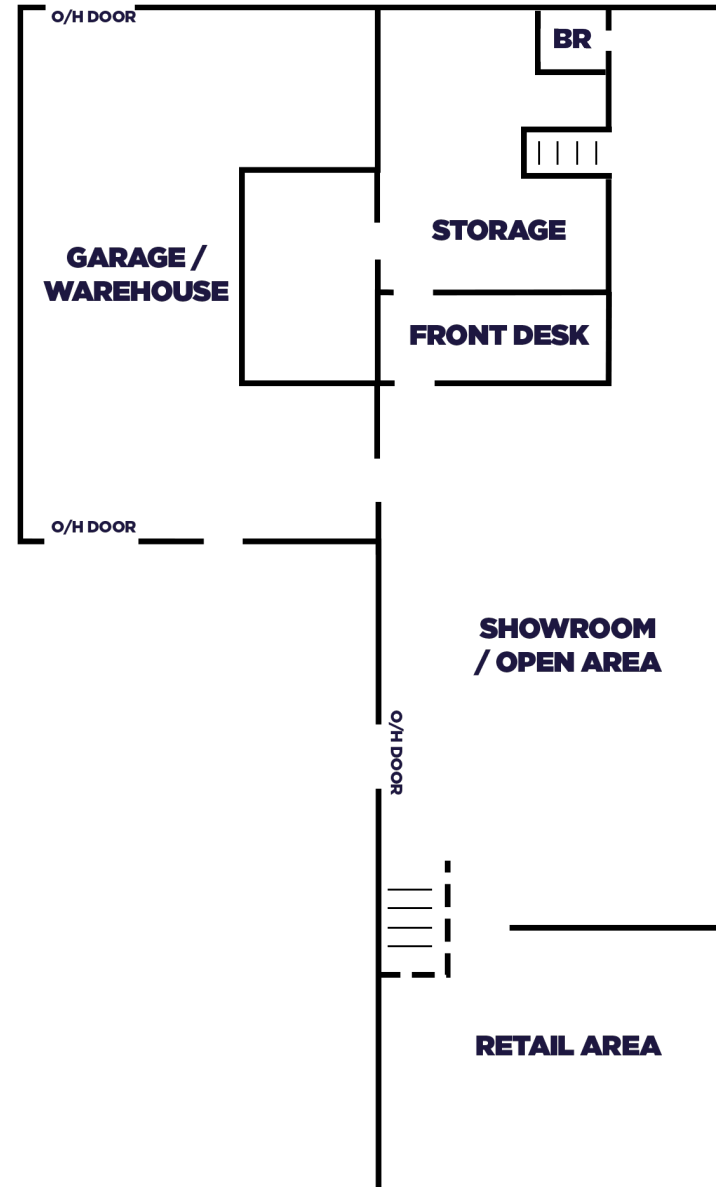 O/H DOOR
BR
STORAGE
GARAGE /
WAREHOUSE
FRONT DESK
O/H DOOR
SHOWROOM
/ OPEN AREA
O/H DOOR
RETAIL AREA